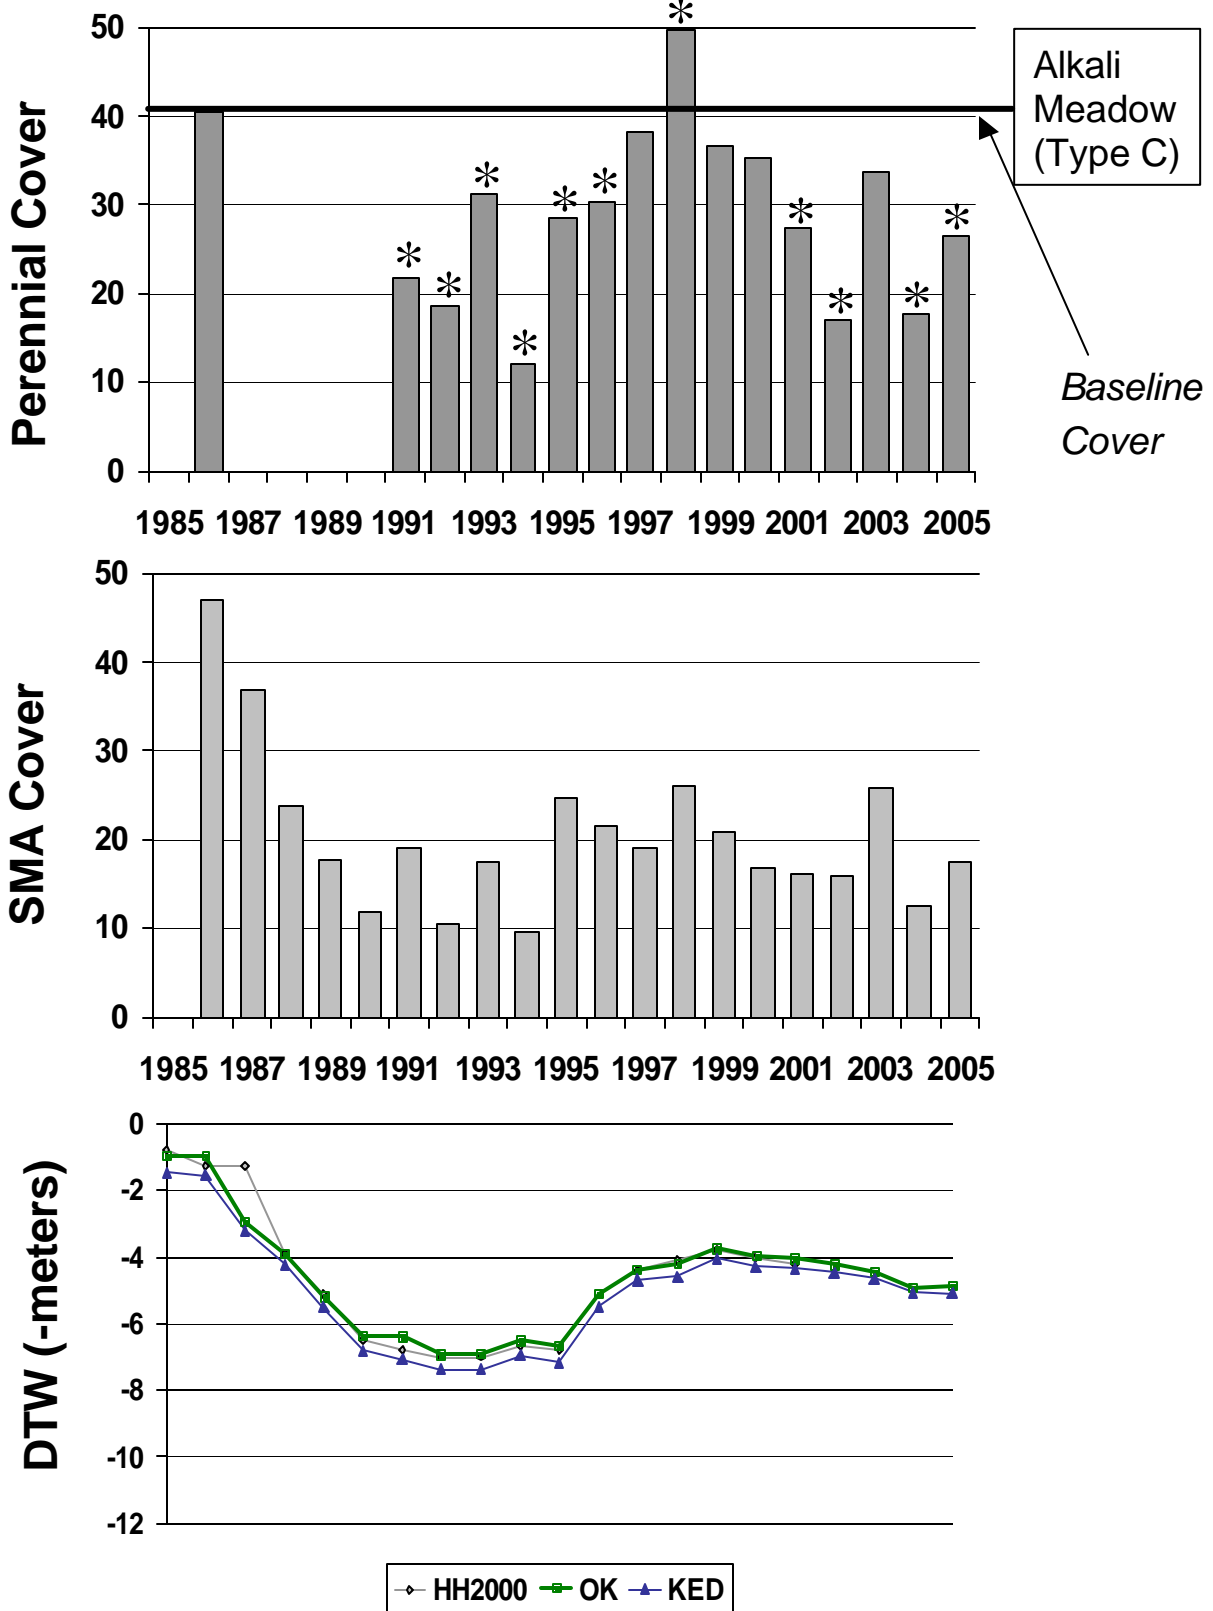 Perennial Cover
50
40
30
20
10
0
* * * * * * * * * * *
1985 1987 1989 1991 1993 1995 1997 1999 2001 2003 2005
Alkali
Meadow
(Type C)
Baseline
Cover
SMA Cover
50
40
30
20
10
0
1985 1987 1989 1991 1993 1995 1997 1999 2001 2003 2005
DTW (-meters)
0
-2
-4
-6
-8
-10
-12
HH2000 OK KED